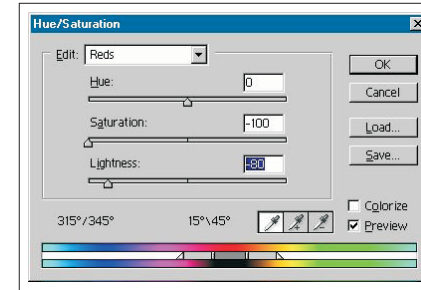 Hue/Saturation
Edit: Reds
Hue: 0
Saturation: -100
Lightness: -80
OK
Cancel
Load...
Save...
Colorize
Preview
315°/345° 15°\45°